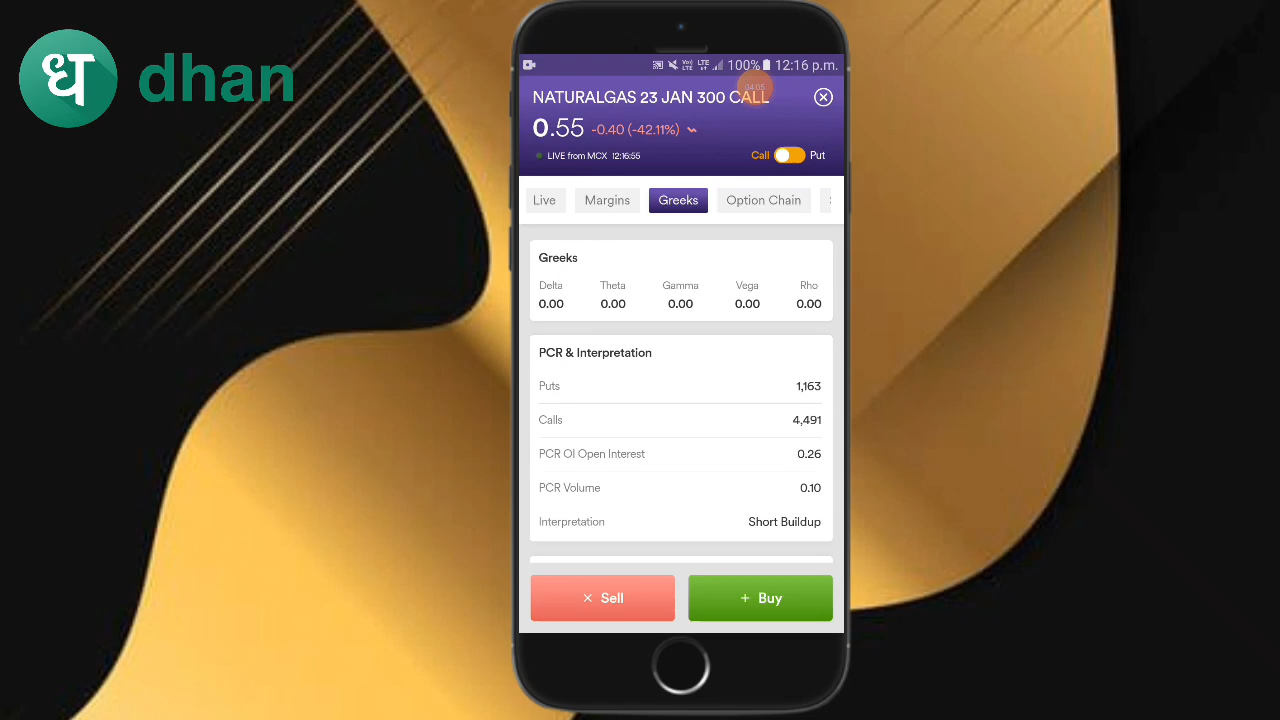 ध dhan
100% 12:16 p.m.
04:05
NATURALGAS 23 JAN 300 CALL
0.55 -0.40 (-42.11%)
LIVE from MCX 12:16:55
Call Put
Live Margins Greeks Option Chain
Greeks
Delta Theta Gamma Vega Rho
0.00 0.00 0.00 0.00 0.00
PCR & Interpretation
Puts 1,163
Calls 4,491
PCR OI Open Interest 0.26
PCR Volume 0.10
Interpretation Short Buildup
× Sell + Buy